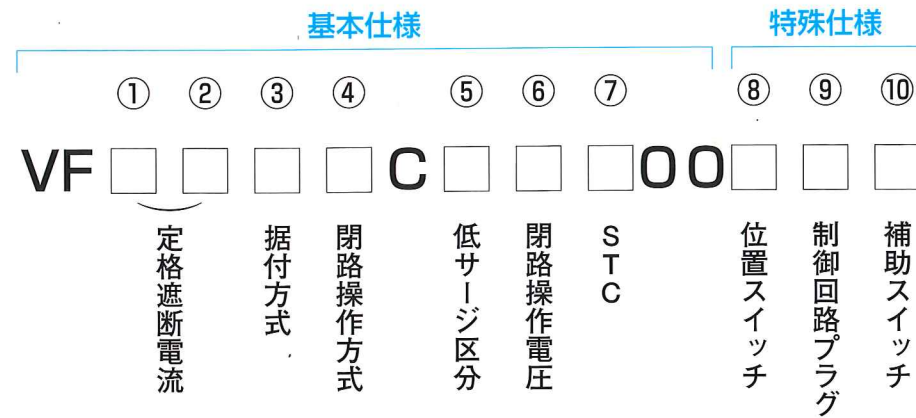 基本仕様
特殊仕様
① ② ③ ④ ⑤ ⑥ ⑦ ⑧ ⑨ ⑩
VF□□□□C□□□00□□□
定格遮断電流
据付方式
閉路操作方式
低サージ区分
閉路操作電圧
STC
位置スイッチ
制御回路プラグ
補助スイッチ